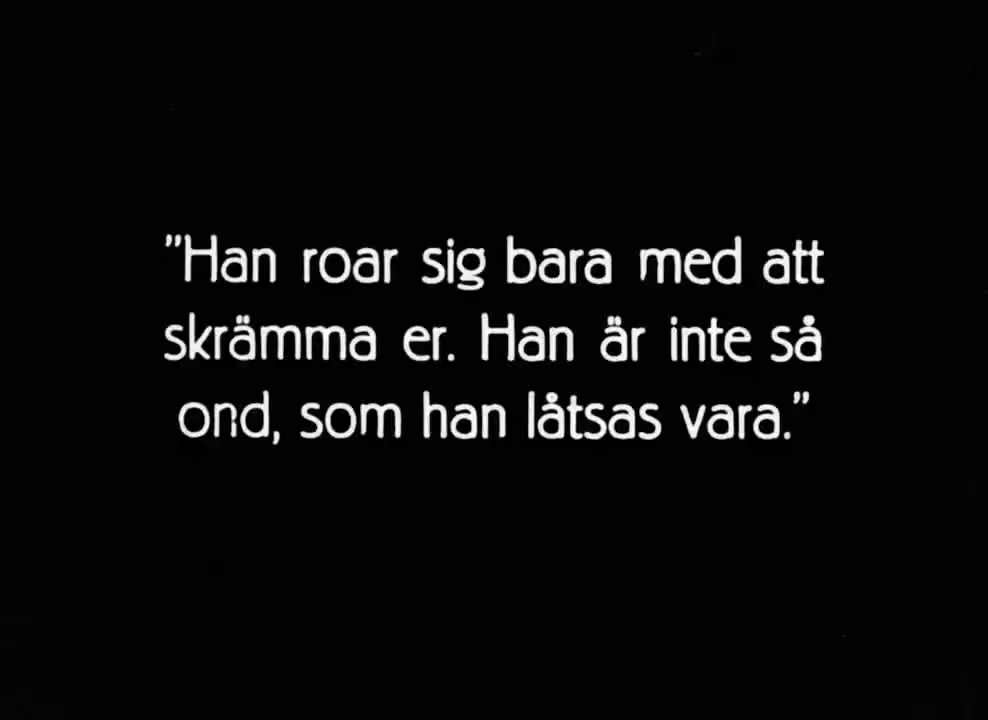 "Han roar sig bara med att
skrämma er. Han är inte så
ond, som han låtsas vara."